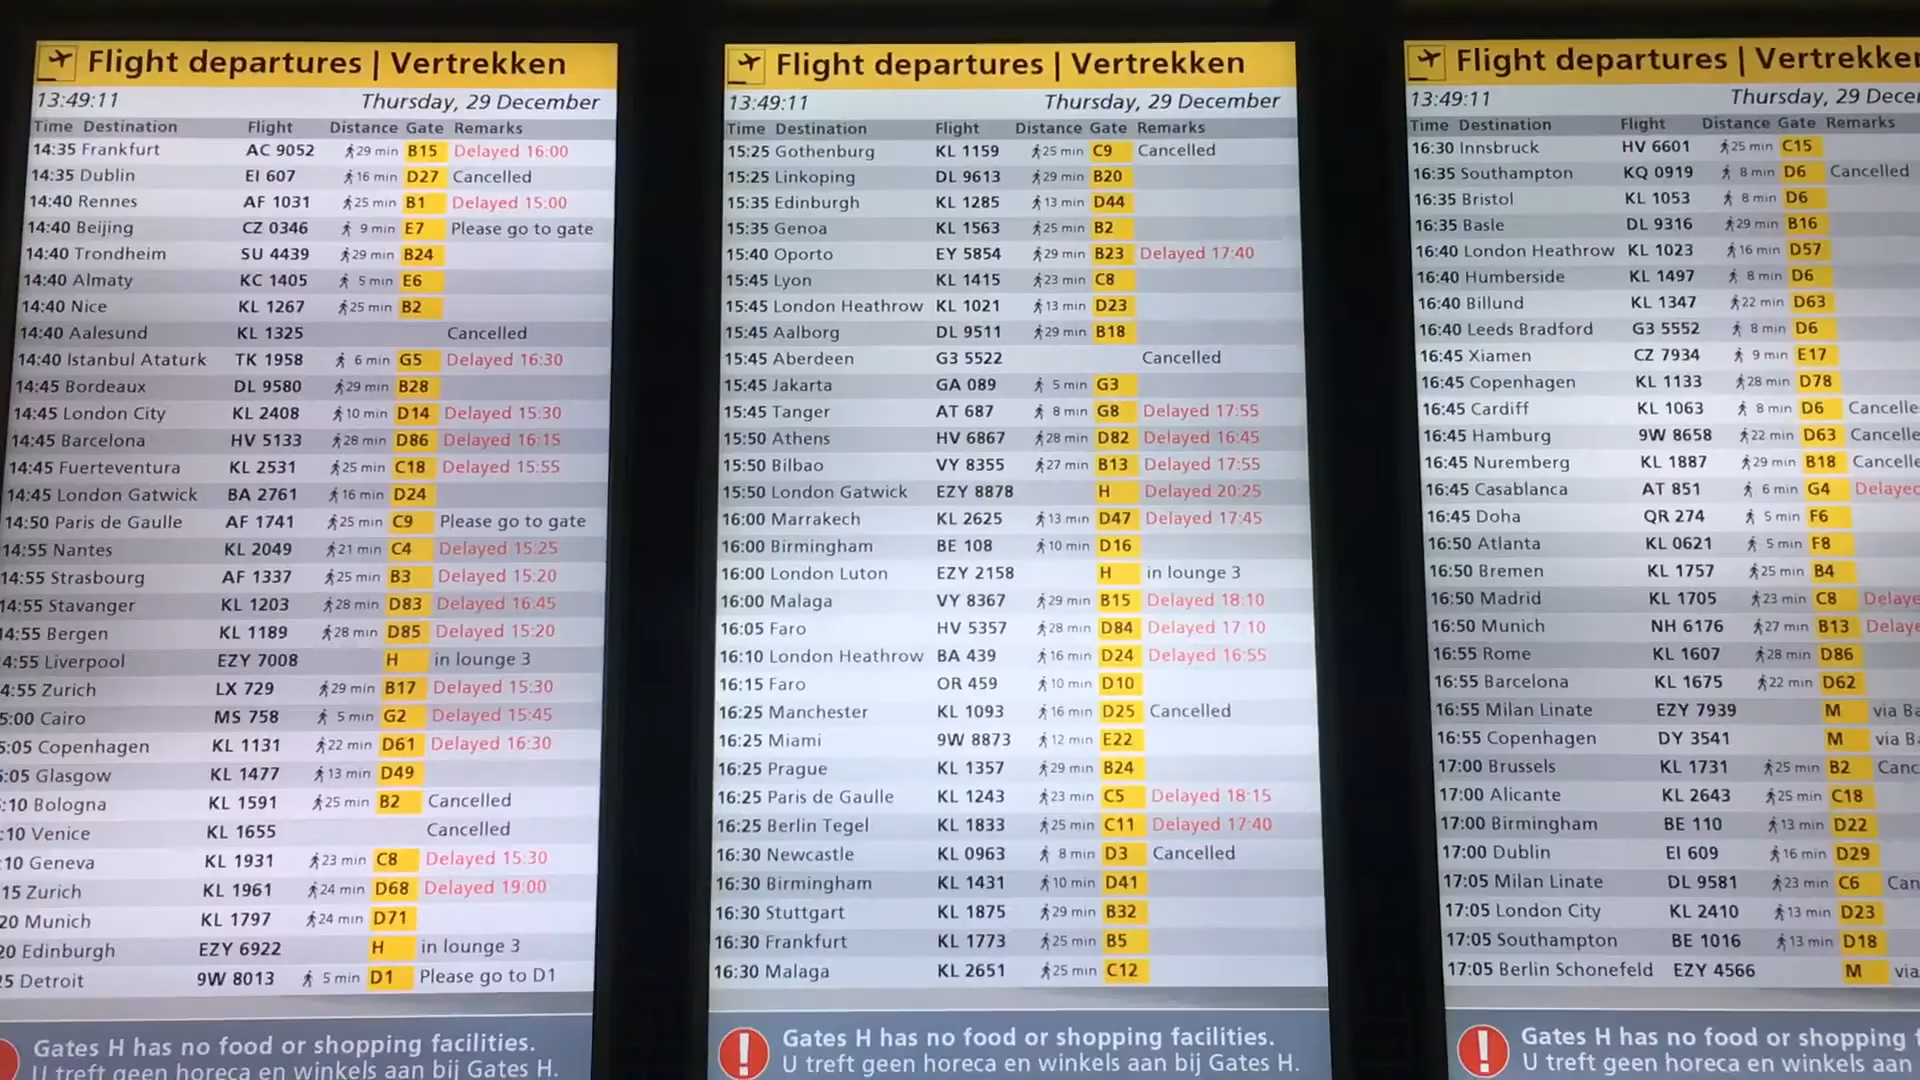 Flight departures | Vertrekken
13:49:11 Thursday, 29 December
Time Destination Flight Distance Gate Remarks
14:35 Frankfurt AC 9052 29 min B15 Delayed 16:00
14:35 Dublin EI 607 16 min D27 Cancelled
14:40 Rennes AF 1031 25 min B1 Delayed 15:00
14:40 Beijing CZ 0346 9 min E7 Please go to gate
14:40 Trondheim SU 4439 29 min B24
14:40 Almaty KC 1405 5 min E6
14:40 Nice KL 1267 25 min B2
14:40 Aalesund KL 1325 Cancelled
14:40 Istanbul Ataturk TK 1958 6 min G5 Delayed 16:30
14:45 Bordeaux DL 9580 29 min B28
14:45 London City KL 2408 10 min D14 Delayed 15:30
14:45 Barcelona HV 5133 28 min D86 Delayed 16:15
14:45 Fuerteventura KL 2531 25 min C18 Delayed 15:55
14:45 London Gatwick BA 2761 16 min D24
14:50 Paris de Gaulle AF 1741 25 min C9 Please go to gate
14:55 Nantes KL 2049 21 min C4 Delayed 15:25
14:55 Strasbourg AF 1337 25 min B3 Delayed 15:20
14:55 Stavanger KL 1203 28 min D83 Delayed 16:45
14:55 Bergen KL 1189 28 min D85 Delayed 15:20
4:55 Liverpool EZY 7008 H in lounge 3
4:55 Zurich LX 729 29 min B17 Delayed 15:30
5:00 Cairo MS 758 5 min G2 Delayed 15:45
5:05 Copenhagen KL 1131 22 min D61 Delayed 16:30
:05 Glasgow KL 1477 13 min D49
:10 Bologna KL 1591 25 min B2 Cancelled
:10 Venice KL 1655 Cancelled
10 Geneva KL 1931 23 min C8 Delayed 15:30
15 Zurich KL 1961 24 min D68 Delayed 19:00
20 Munich KL 1797 24 min D71
20 Edinburgh EZY 6922 H in lounge 3
5 Detroit 9W 8013 5 min D1 Please go to D1
Gates H has no food or shopping facilities.
U treft geen horeca en winkels aan bij Gates H.
Flight departures | Vertrekken
13:49:11 Thursday, 29 December
Time Destination Flight Distance Gate Remarks
15:25 Gothenburg KL 1159 25 min C9 Cancelled
15:25 Linkoping DL 9613 29 min B20
15:35 Edinburgh KL 1285 13 min D44
15:35 Genoa KL 1563 25 min B2
15:40 Oporto EY 5854 29 min B23 Delayed 17:40
15:45 Lyon KL 1415 23 min C8
15:45 London Heathrow KL 1021 13 min D23
15:45 Aalborg DL 9511 29 min B18
15:45 Aberdeen G3 5522 Cancelled
15:45 Jakarta GA 089 5 min G3
15:45 Tanger AT 687 8 min G8 Delayed 17:55
15:50 Athens HV 6867 28 min D82 Delayed 16:45
15:50 Bilbao VY 8355 27 min B13 Delayed 17:55
15:50 London Gatwick EZY 8878 H Delayed 20:25
16:00 Marrakech KL 2625 13 min D47 Delayed 17:45
16:00 Birmingham BE 108 10 min D16
16:00 London Luton EZY 2158 H in lounge 3
16:00 Malaga VY 8367 29 min B15 Delayed 18:10
16:05 Faro HV 5357 28 min D84 Delayed 17:10
16:10 London Heathrow BA 439 16 min D24 Delayed 16:55
16:15 Faro OR 459 10 min D10
16:25 Manchester KL 1093 16 min D25 Cancelled
16:25 Miami 9W 8873 12 min E22
16:25 Prague KL 1357 29 min B24
16:25 Paris de Gaulle KL 1243 23 min C5 Delayed 18:15
16:25 Berlin Tegel KL 1833 25 min C11 Delayed 17:40
16:30 Newcastle KL 0963 8 min D3 Cancelled
16:30 Birmingham KL 1431 10 min D41
16:30 Stuttgart KL 1875 29 min B32
16:30 Frankfurt KL 1773 25 min B5
16:30 Malaga KL 2651 25 min C12
Gates H has no food or shopping facilities.
U treft geen horeca en winkels aan bij Gates H.
Flight departures | Vertrekke
13:49:11 Thursday, 29 Dece
Time Destination Flight Distance Gate Remarks
16:30 Innsbruck HV 6601 25 min C15
16:35 Southampton KQ 0919 8 min D6 Cancelled
16:35 Bristol KL 1053 8 min D6
16:35 Basle DL 9316 29 min B16
16:40 London Heathrow KL 1023 16 min D57
16:40 Humberside KL 1497 8 min D6
16:40 Billund KL 1347 22 min D63
16:40 Leeds Bradford G3 5552 8 min D6
16:45 Xiamen CZ 7934 9 min E17
16:45 Copenhagen KL 1133 28 min D78
16:45 Cardiff KL 1063 8 min D6 Cancelle
16:45 Hamburg 9W 8658 22 min D63 Cancelle
16:45 Nuremberg KL 1887 29 min B18 Cancelle
16:45 Casablanca AT 851 6 min G4 Delayed
16:45 Doha QR 274 5 min F6
16:50 Atlanta KL 0621 5 min F8
16:50 Bremen KL 1757 25 min B4
16:50 Madrid KL 1705 23 min C8 Delaye
16:50 Munich NH 6176 27 min B13 Delaye
16:55 Rome KL 1607 28 min D86
16:55 Barcelona KL 1675 22 min D62
16:55 Milan Linate EZY 7939 M via Ba
16:55 Copenhagen DY 3541 M via B
17:00 Brussels KL 1731 25 min B2 Canc
17:00 Alicante KL 2643 25 min C18
17:00 Birmingham BE 110 13 min D22
17:00 Dublin EI 609 16 min D29
17:05 Milan Linate DL 9581 23 min C6 Can
17:05 London City KL 2410 13 min D23
17:05 Southampton BE 1016 13 min D18
17:05 Berlin Schonefeld EZY 4566 M via
Gates H has no food or shopping
U treft geen horeca en winkels aan